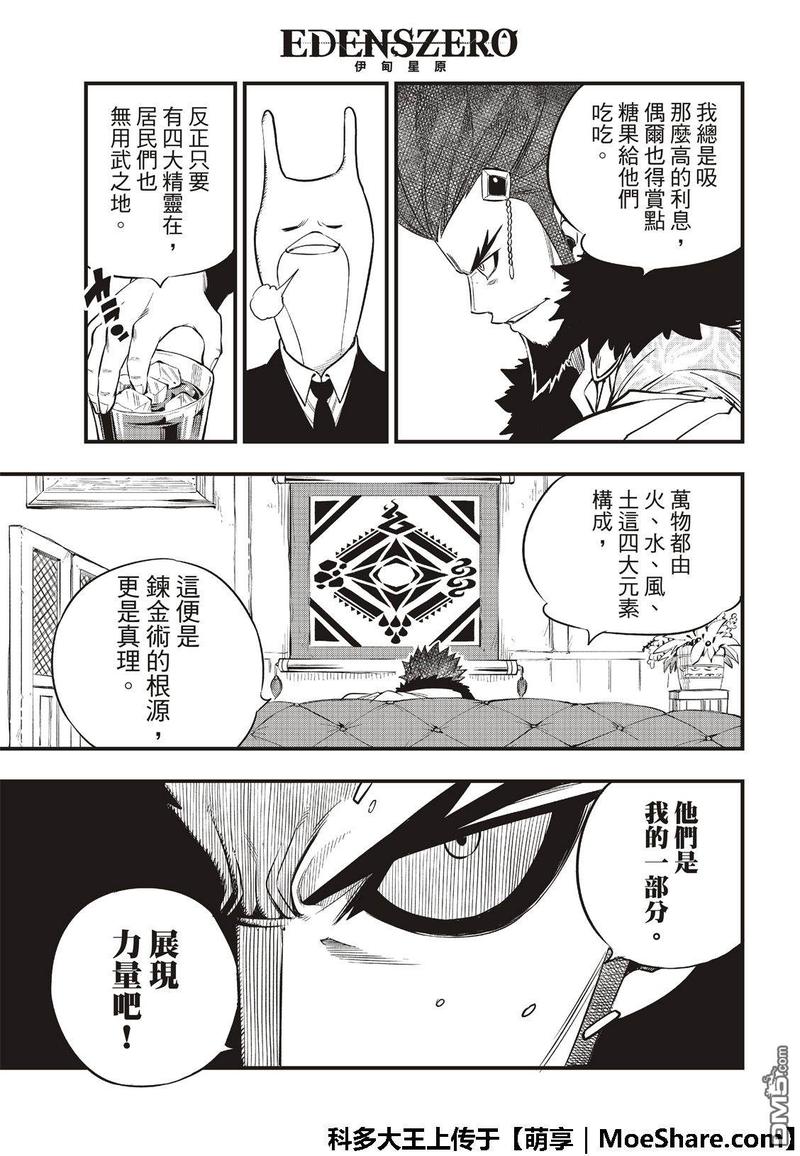 EDENSZERO
伊甸星原
我總是吸
那麼高的利息，
偶爾也得賞點
糖果給他們
吃吃。
反正只要
有四大精靈在，
居民們也
無用武之地。
萬物都由
火、水、風、
土這四大元素
構成，
這便是
鍊金術的根源，
更是真理。
他們是
我的一部分。
展現
力量吧！
科多大王上传于【萌享｜MoeShare.com】